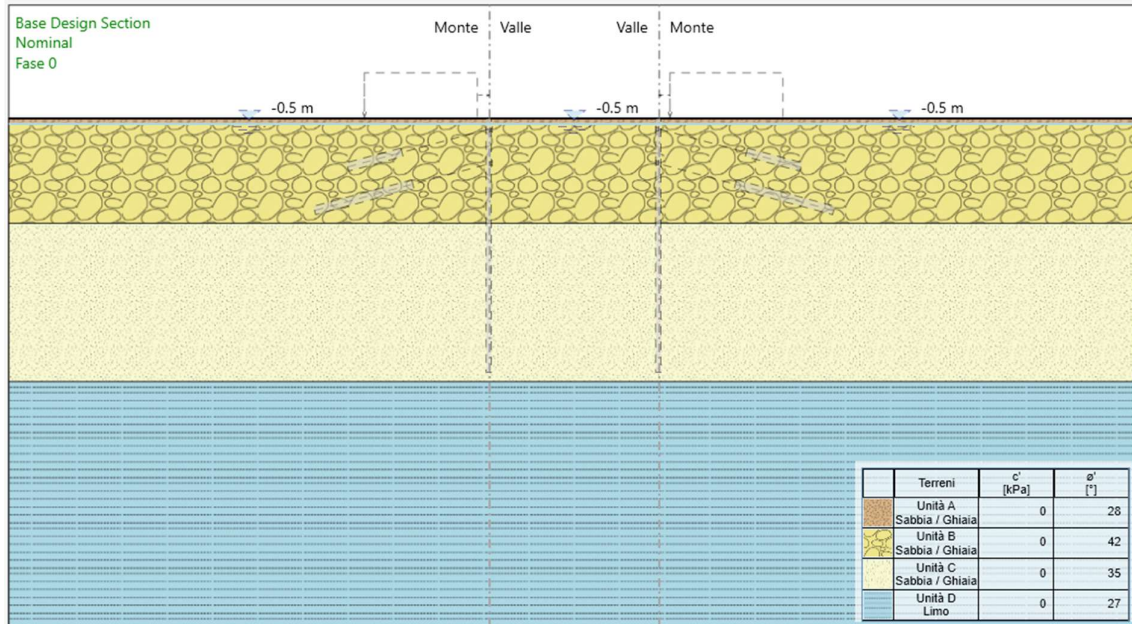 Base Design Section
Nominal
Fase 0
Monte Valle Valle Monte
-0.5 m -0.5 m -0.5 m
Terreni c' [kPa] ø' [°]
Unità A Sabbia / Ghiaia 0 28
Unità B Sabbia / Ghiaia 0 42
Unità C Sabbia / Ghiaia 0 35
Unità D Limo 0 27